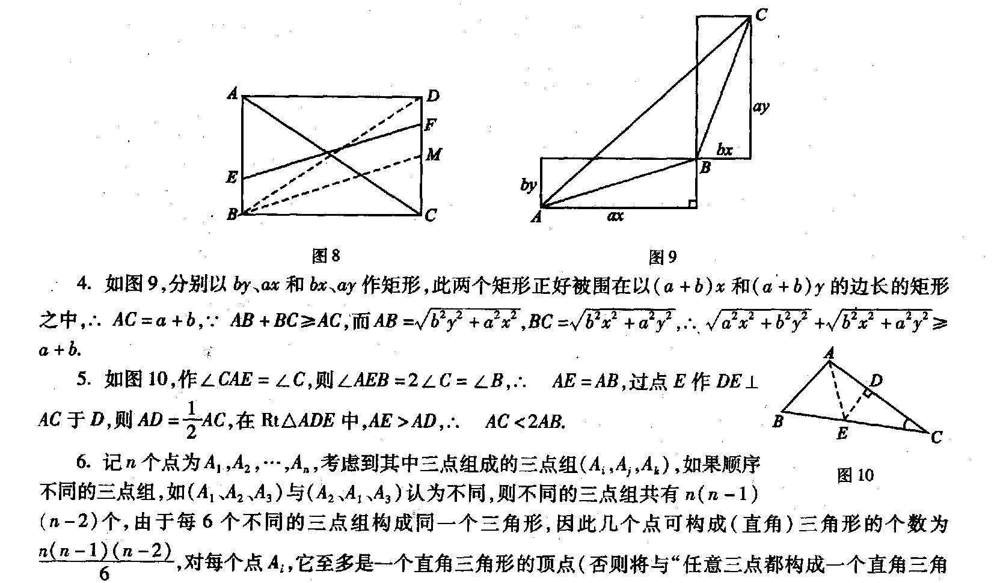 C
A
D
F
ay
M
bx
E
B
by
B
C
A
ax
图8
图9
4. 如图9,分别以 by、ax 和 bx、ay 作矩形,此两个矩形正好被围在以(a+b)x 和(a+b)y 的边长的矩形
之中,∴ AC=a+b,∵ AB+BC≥AC,而 AB=√(b²y²+a²x²),BC=√(b²x²+a²y²),∴ √(a²x²+b²y²)+√(b²x²+a²y²)≥
a+b.
A
5. 如图10,作∠CAE=∠C,则∠AEB=2∠C=∠B,∴ AE=AB,过点 E 作 DE⊥
D
AC 于 D,则 AD=1/2AC,在 Rt△ADE 中,AE>AD,∴ AC<2AB.
B
E
C
6. 记 n 个点为 A₁,A₂,⋯,Aₙ,考虑到其中三点组成的三点组(Aᵢ,Aⱼ,Aₖ),如果顺序
图10
不同的三点组,如(A₁、A₂、A₃)与(A₂、A₁、A₃)认为不同,则不同的三点组共有 n(n-1)
(n-2)个,由于每 6 个不同的三点组构成同一个三角形,因此几个点可构成(直角)三角形的个数为
n(n-1)(n-2)/6,对每个点 Aᵢ,它至多是一个直角三角形的顶点(否则将与“任意三点都构成一个直角三角